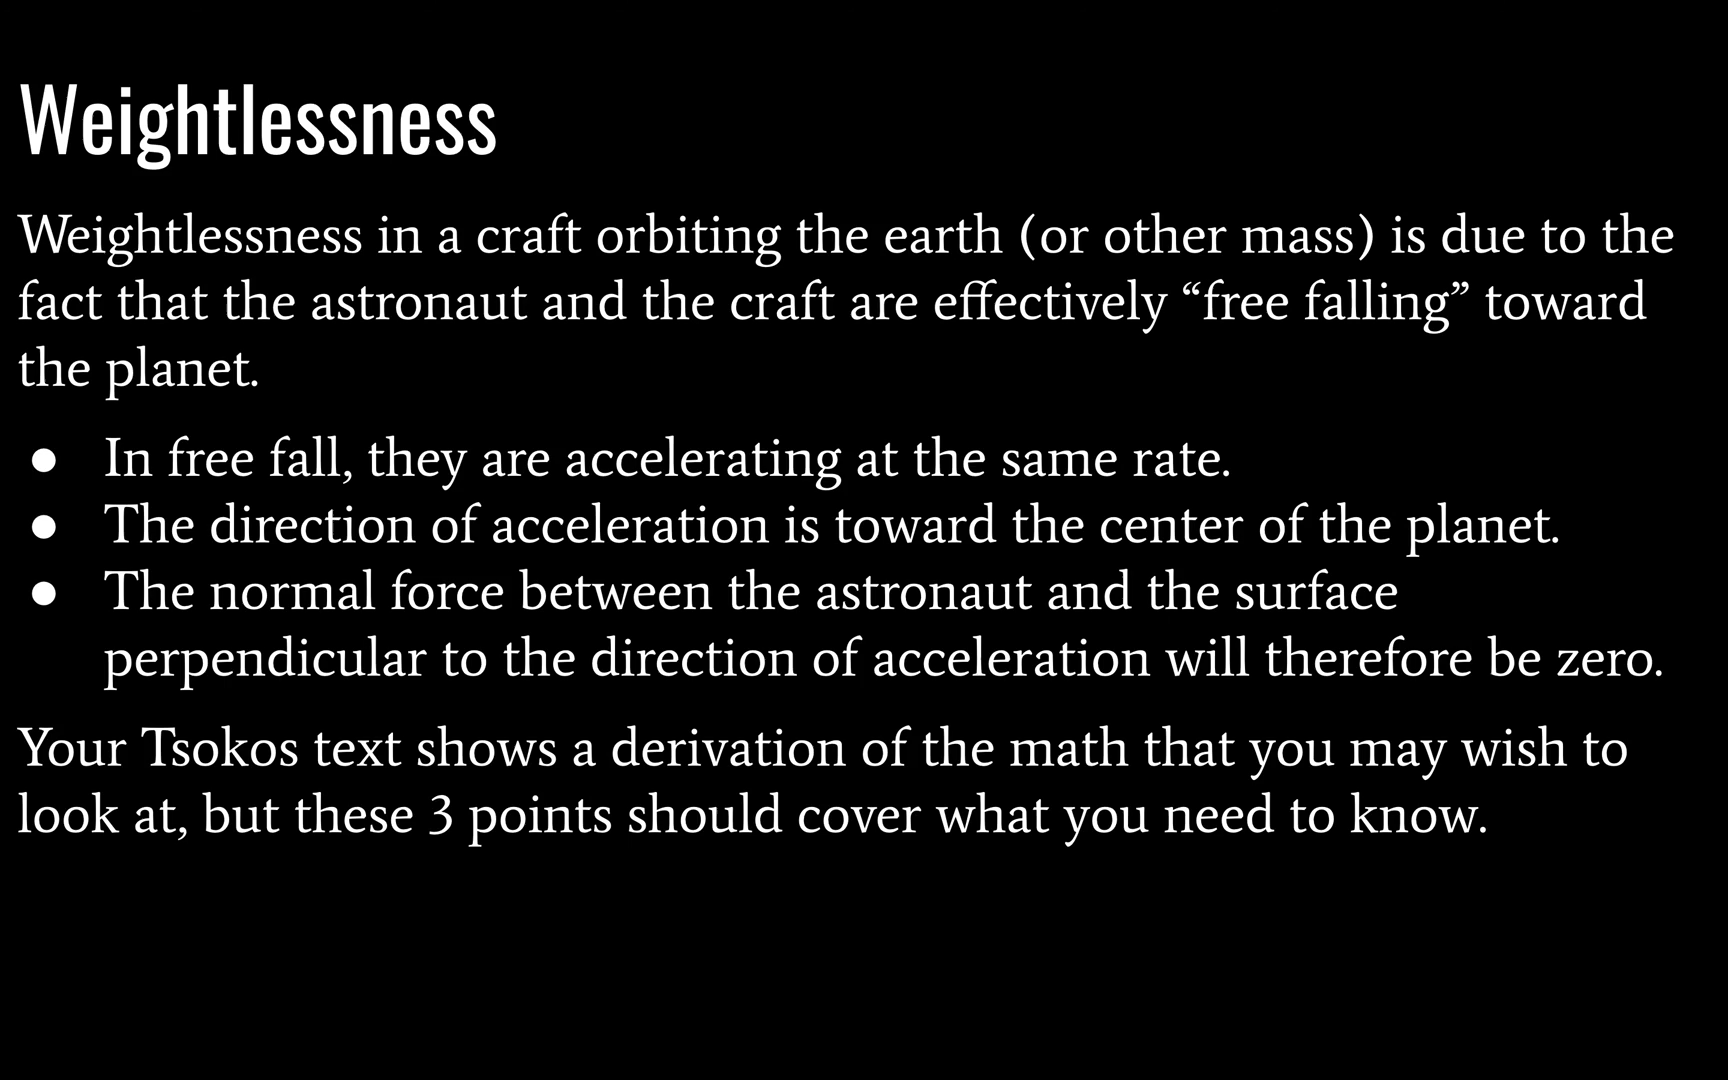 Weightlessness
Weightlessness in a craft orbiting the earth (or other mass) is due to the
fact that the astronaut and the craft are effectively “free falling” toward
the planet.
● In free fall, they are accelerating at the same rate.
● The direction of acceleration is toward the center of the planet.
● The normal force between the astronaut and the surface
perpendicular to the direction of acceleration will therefore be zero.
Your Tsokos text shows a derivation of the math that you may wish to
look at, but these 3 points should cover what you need to know.